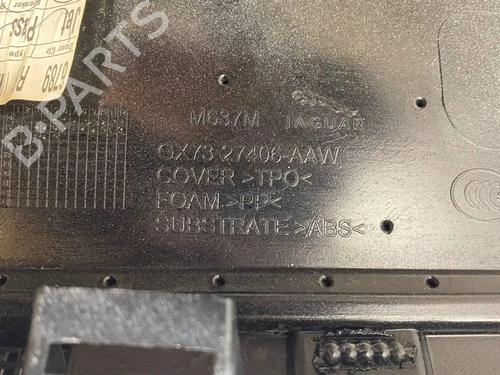 M637M JAGUAR
GX73-27406-AAW
COVER >TPO<
FOAM >PP<
SUBSTRATE >ABS<
B-PARTS